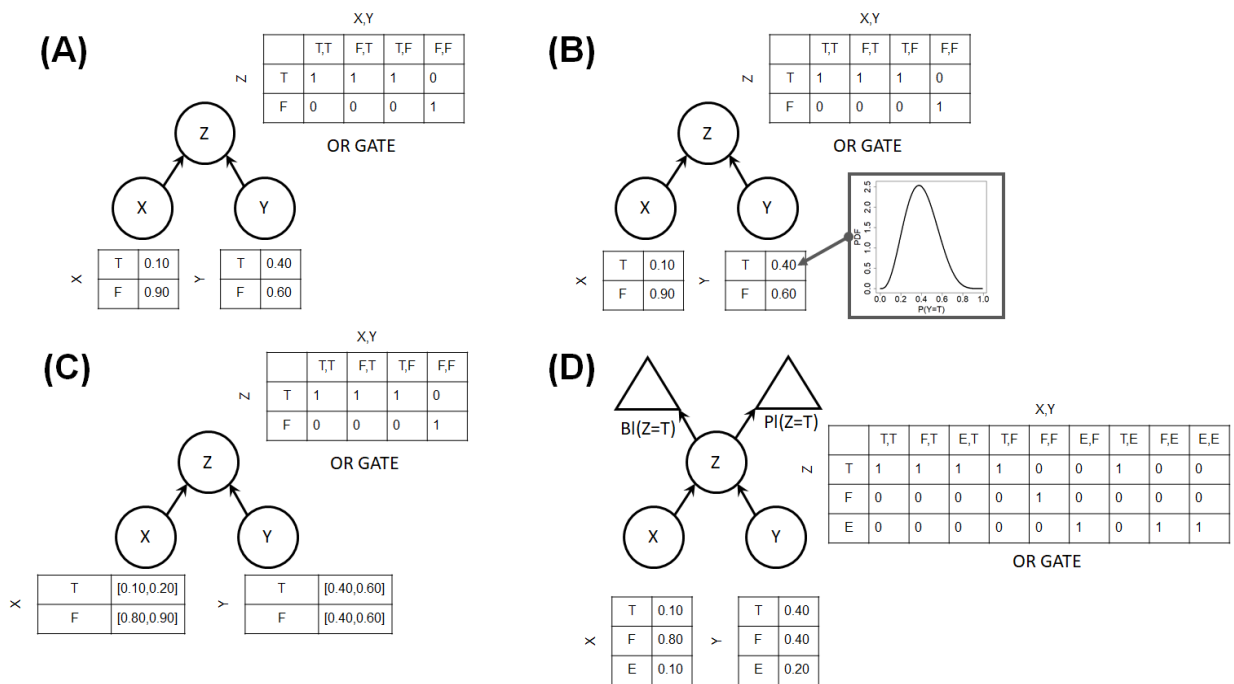 (A)
X,Y
T,T F,T T,F F,F
Z
T 1 1 1 0
F 0 0 0 1
OR GATE
Z
X Y
X
T 0.10
F 0.90
Y
T 0.40
F 0.60
(B)
X,Y
T,T F,T T,F F,F
Z
T 1 1 1 0
F 0 0 0 1
OR GATE
Z
X Y
X
T 0.10
F 0.90
Y
T 0.40
F 0.60
PDF
2.5
2.0
1.5
1.0
0.5
0.0
0.0 0.2 0.4 0.6 0.8 1.0
P(Y=T)
(C)
X,Y
T,T F,T T,F F,F
Z
T 1 1 1 0
F 0 0 0 1
OR GATE
Z
X Y
X
T [0.10,0.20]
F [0.80,0.90]
Y
T [0.40,0.60]
F [0.40,0.60]
(D)
Bl(Z=T) Pl(Z=T)
X,Y
T,T F,T E,T T,F F,F E,F T,E F,E E,E
Z
T 1 1 1 1 0 0 1 0 0
F 0 0 0 0 1 0 0 0 0
E 0 0 0 0 0 1 0 1 1
OR GATE
Z
X Y
X
T 0.10
F 0.80
E 0.10
Y
T 0.40
F 0.40
E 0.20